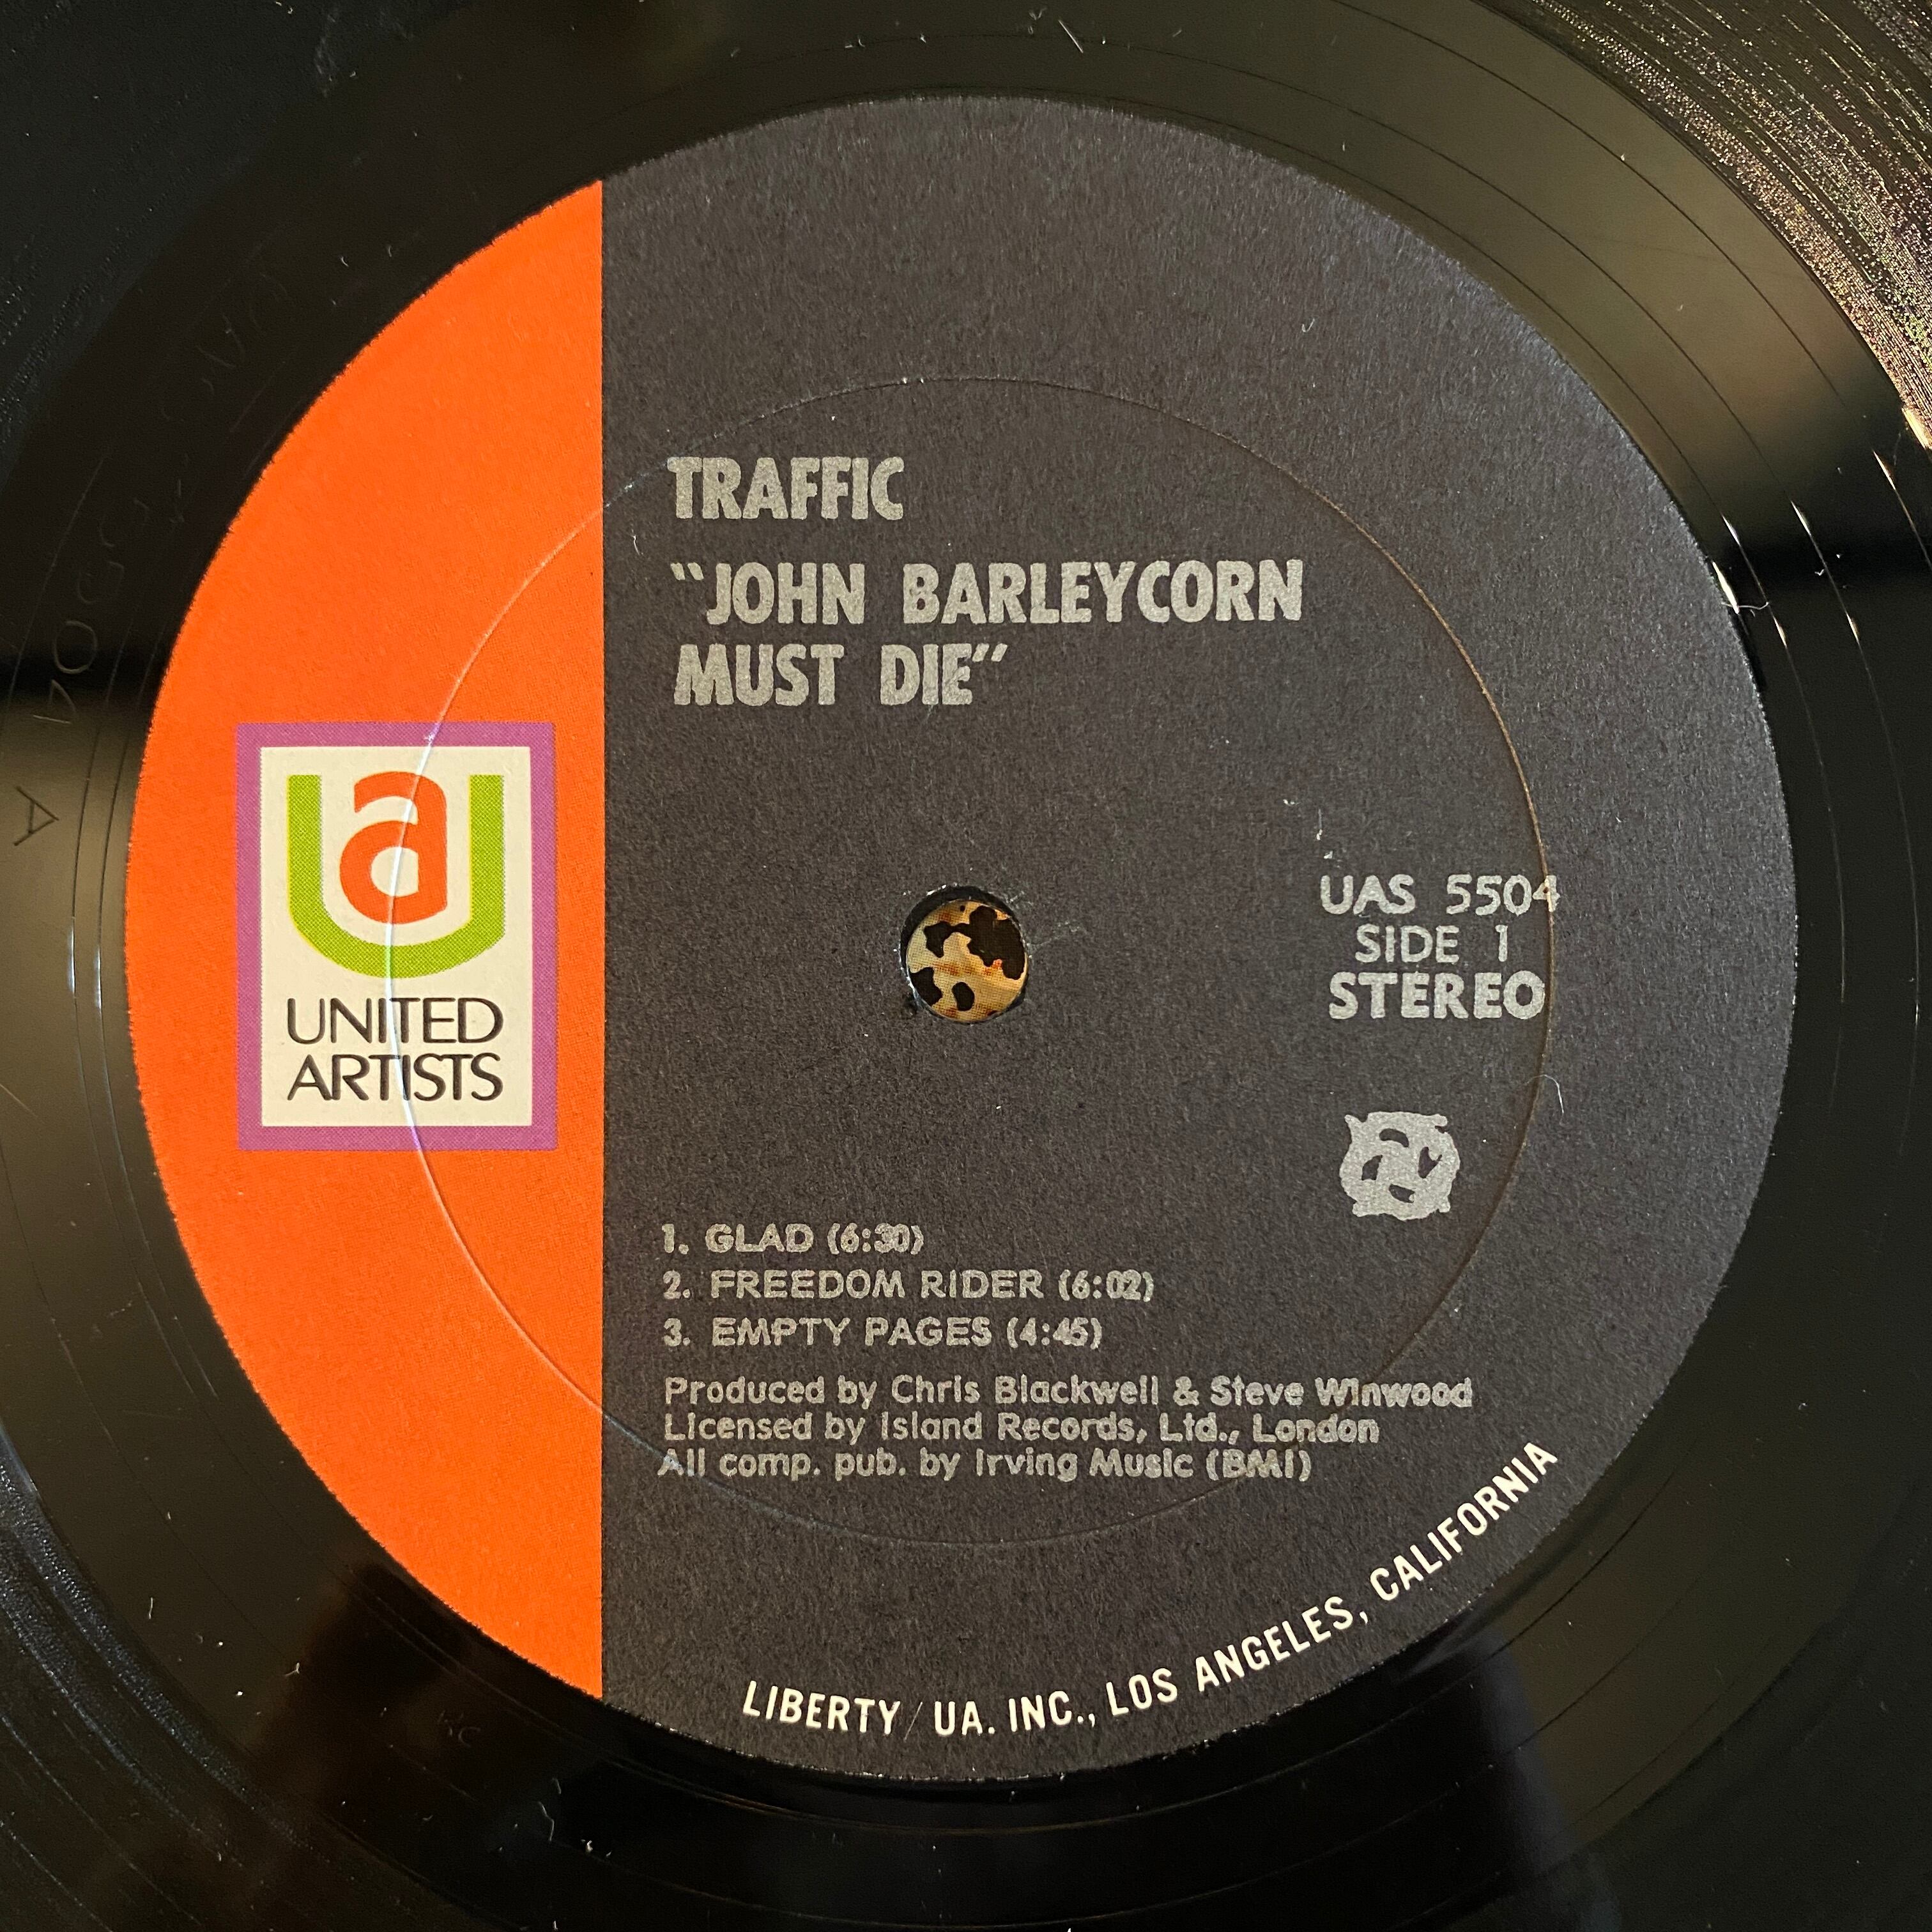 TRAFFIC
"JOHN BARLEYCORN
MUST DIE"
ua
UNITED
ARTISTS
UAS 5504
SIDE 1
STEREO
1. GLAD (6:30)
2. FREEDOM RIDER (6:02)
3. EMPTY PAGES (4:45)
Produced by Chris Blackwell & Steve Winwood
Licensed by Island Records, Ltd., London
All comp. pub. by Irving Music (BMI)
LIBERTY/UA. INC., LOS ANGELES, CALIFORNIA